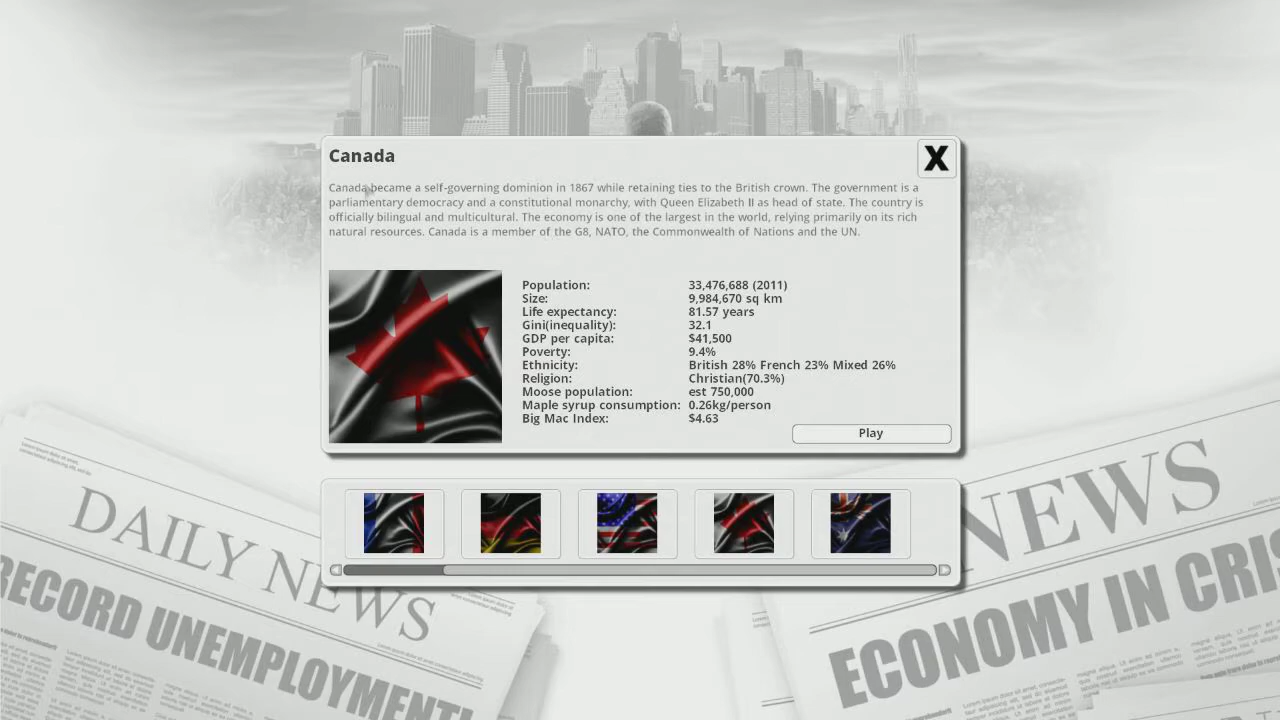 Canada
X
Canada became a self-governing dominion in 1867 while retaining ties to the British crown. The government is a
parliamentary democracy and a constitutional monarchy, with Queen Elizabeth II as head of state. The country is
officially bilingual and multicultural. The economy is one of the largest in the world, relying primarily on its rich
natural resources. Canada is a member of the G8, NATO, the Commonwealth of Nations and the UN.
Population: 33,476,688 (2011)
Size: 9,984,670 sq km
Life expectancy: 81.57 years
Gini(inequality): 32.1
GDP per capita: $41,500
Poverty: 9.4%
Ethnicity: British 28% French 23% Mixed 26%
Religion: Christian(70.3%)
Moose population: est 750,000
Maple syrup consumption: 0.26kg/person
Big Mac Index: $4.63
Play
DAILY NEWS
RECORD UNEMPLOYMENT
NEWS
ECONOMY IN CRIS